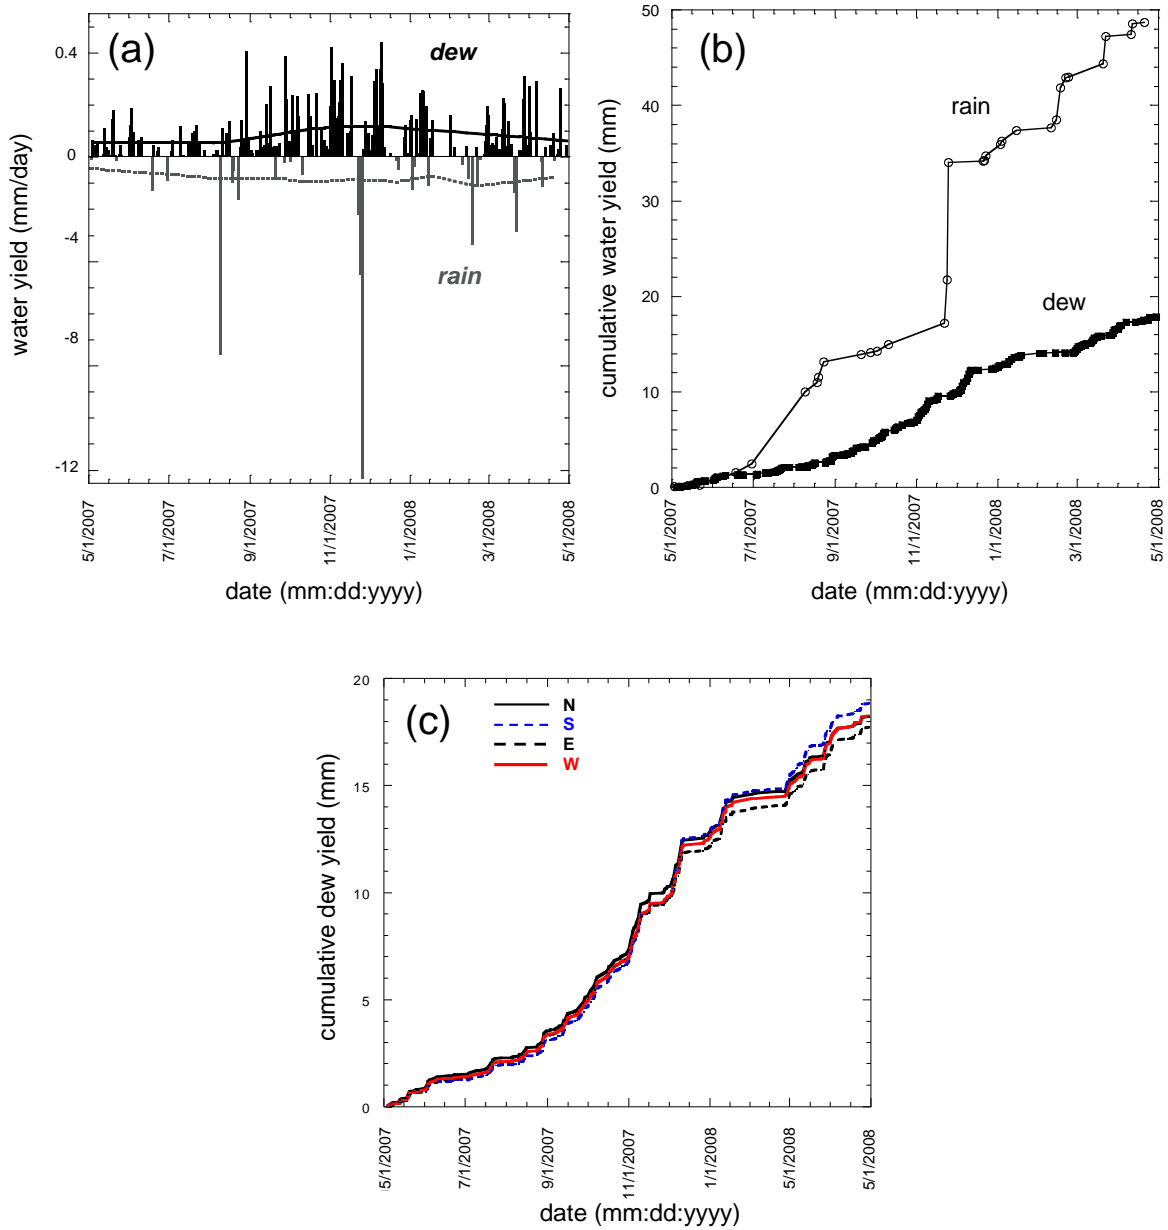 (a)
dew
rain
0.4
0
-4
-8
-12
water yield (mm/day)
5/1/2007
7/1/2007
9/1/2007
11/1/2007
1/1/2008
3/1/2008
5/1/2008
date (mm:dd:yyyy)
(b)
rain
dew
50
40
30
20
10
0
cumulative water yield (mm)
5/1/2007
7/1/2007
9/1/2007
11/1/2007
1/1/2008
3/1/2008
5/1/2008
date (mm:dd:yyyy)
(c)
N
S
E
W
20
15
10
5
0
cumulative dew yield (mm)
5/1/2007
7/1/2007
9/1/2007
11/1/2007
1/1/2008
5/1/2008
5/1/2008
date (mm:dd:yyyy)